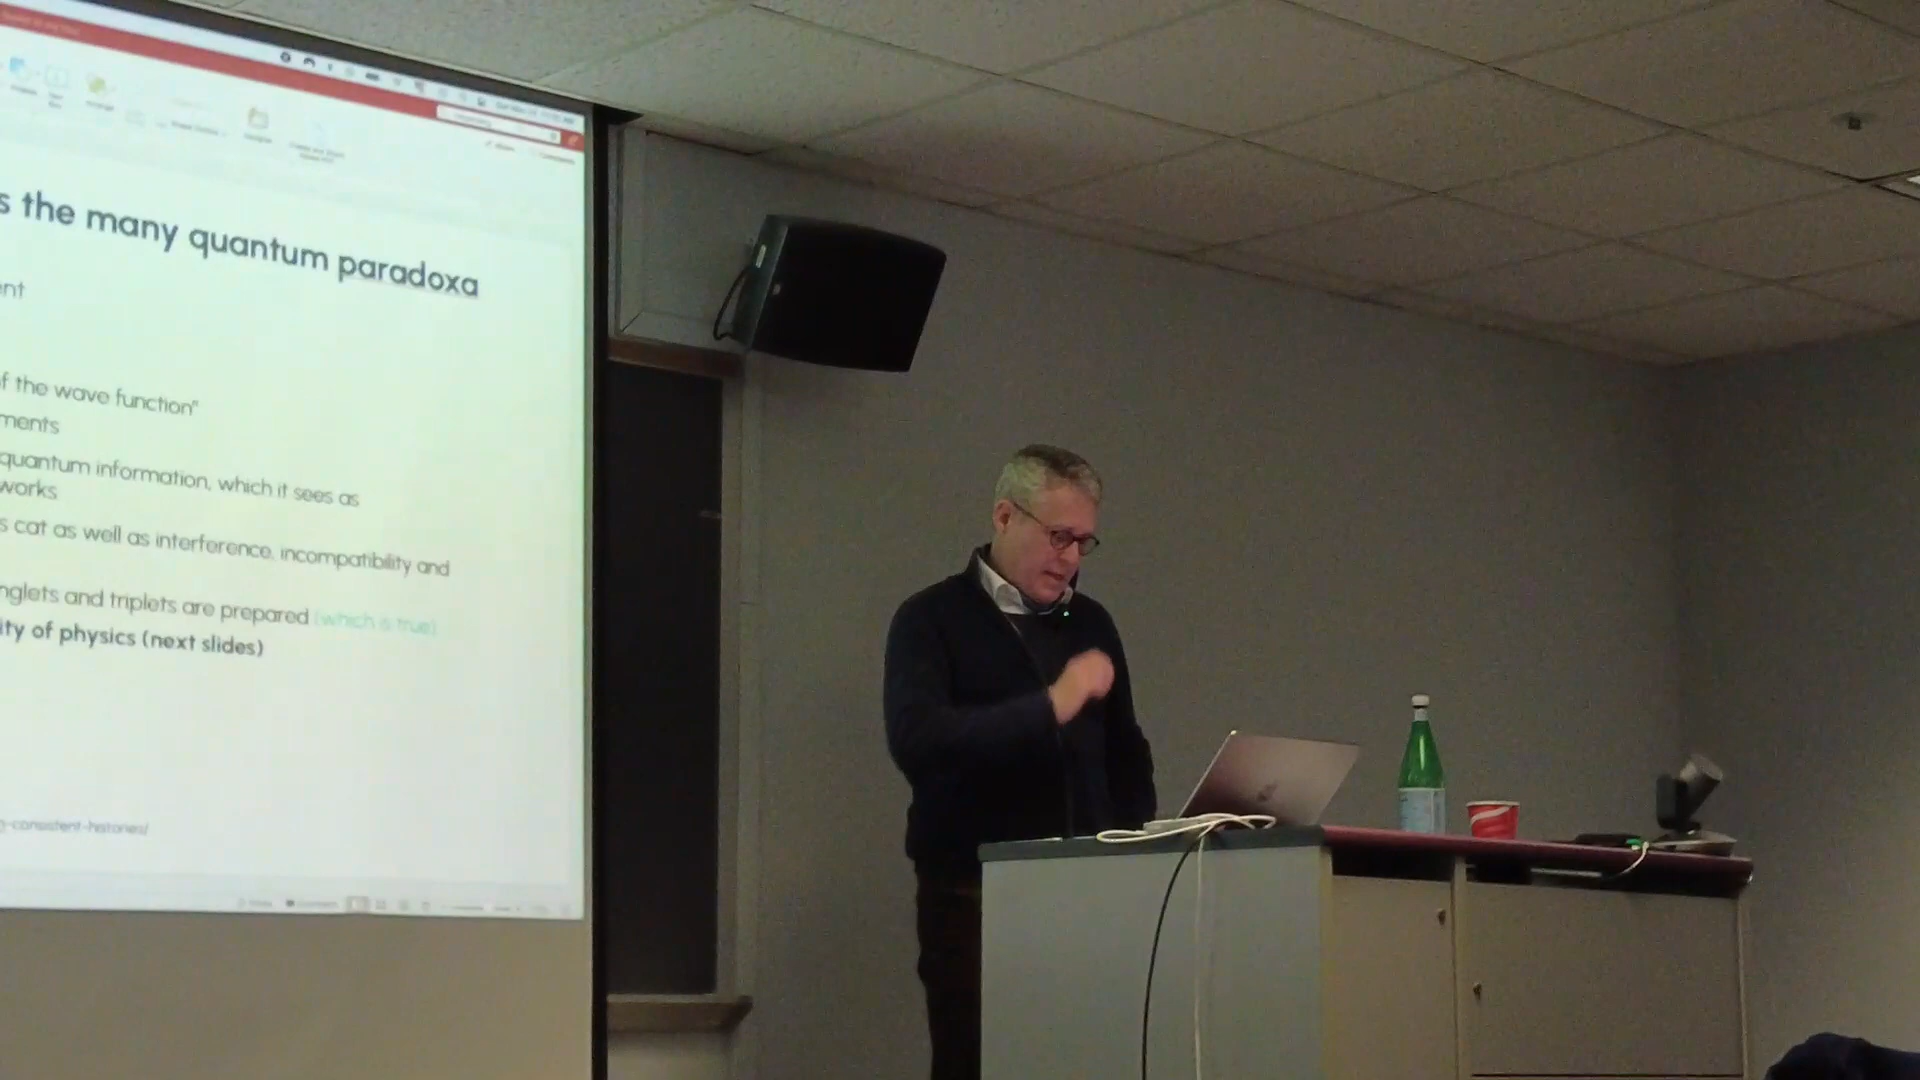 s the many quantum paradoxa
ent
f the wave function"
ments
quantum information, which it sees as
works
s cat as well as interference, incompatibility and
nglets and triplets are prepared (which is true)
ity of physics (next slides)
g-consistent-histories/